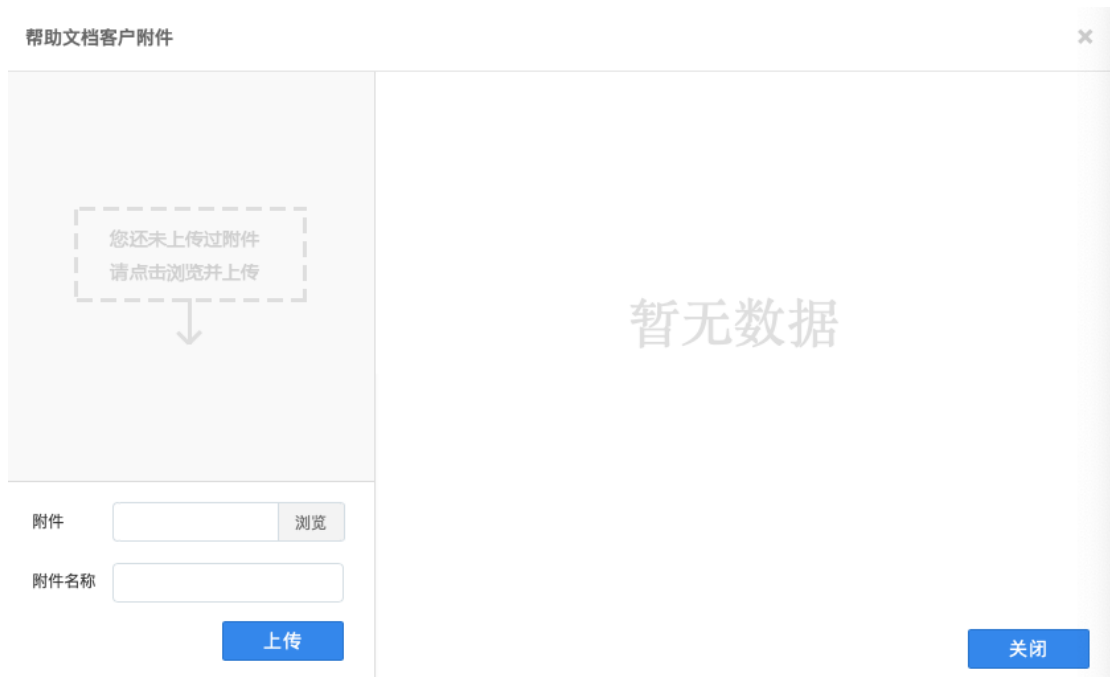 帮助文档客户附件
您还未上传过附件
请点击浏览并上传
暂无数据
附件
浏览
附件名称
上传
关闭